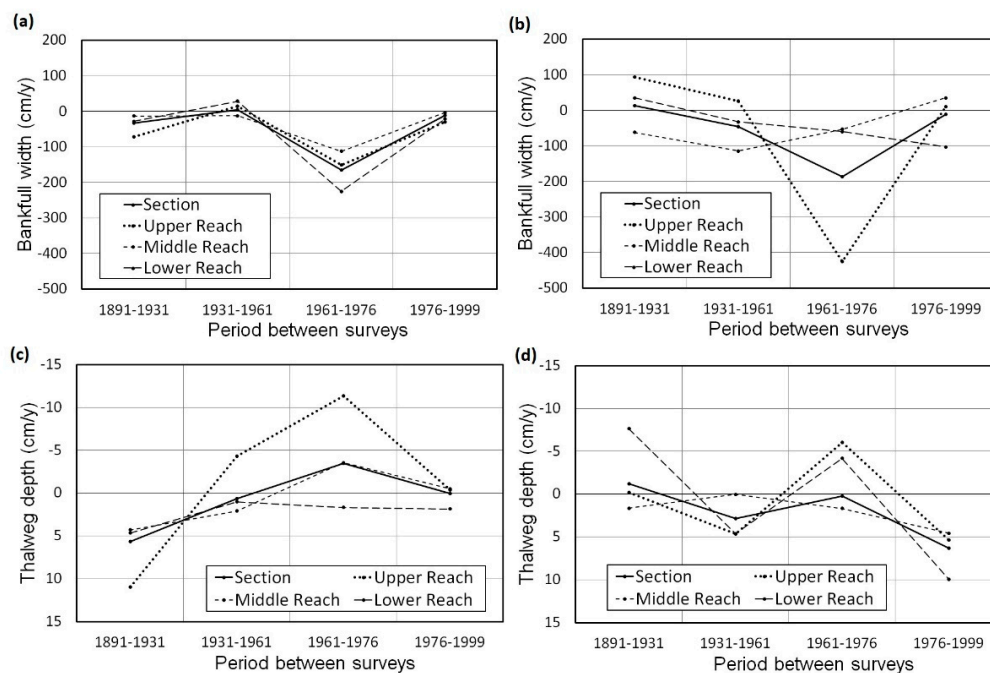 (a)
Bankfull width (cm/y)
200
100
0
-100
-200
-300
-400
-500
Section
Upper Reach
Middle Reach
Lower Reach
1891-1931 1931-1961 1961-1976 1976-1999
Period between surveys
(b)
Bankfull width (cm/y)
200
100
0
-100
-200
-300
-400
-500
Section
Upper Reach
Middle Reach
Lower Reach
1891-1931 1931-1961 1961-1976 1976-1999
Period between surveys
(c)
Thalweg depth (cm/y)
-15
-10
-5
0
5
10
15
Section Upper Reach
Middle Reach Lower Reach
1891-1931 1931-1961 1961-1976 1976-1999
Period between surveys
(d)
Thalweg depth (cm/y)
-15
-10
-5
0
5
10
15
Section Upper Reach
Middle Reach Lower Reach
1891-1931 1931-1961 1961-1976 1976-1999
Period between surveys